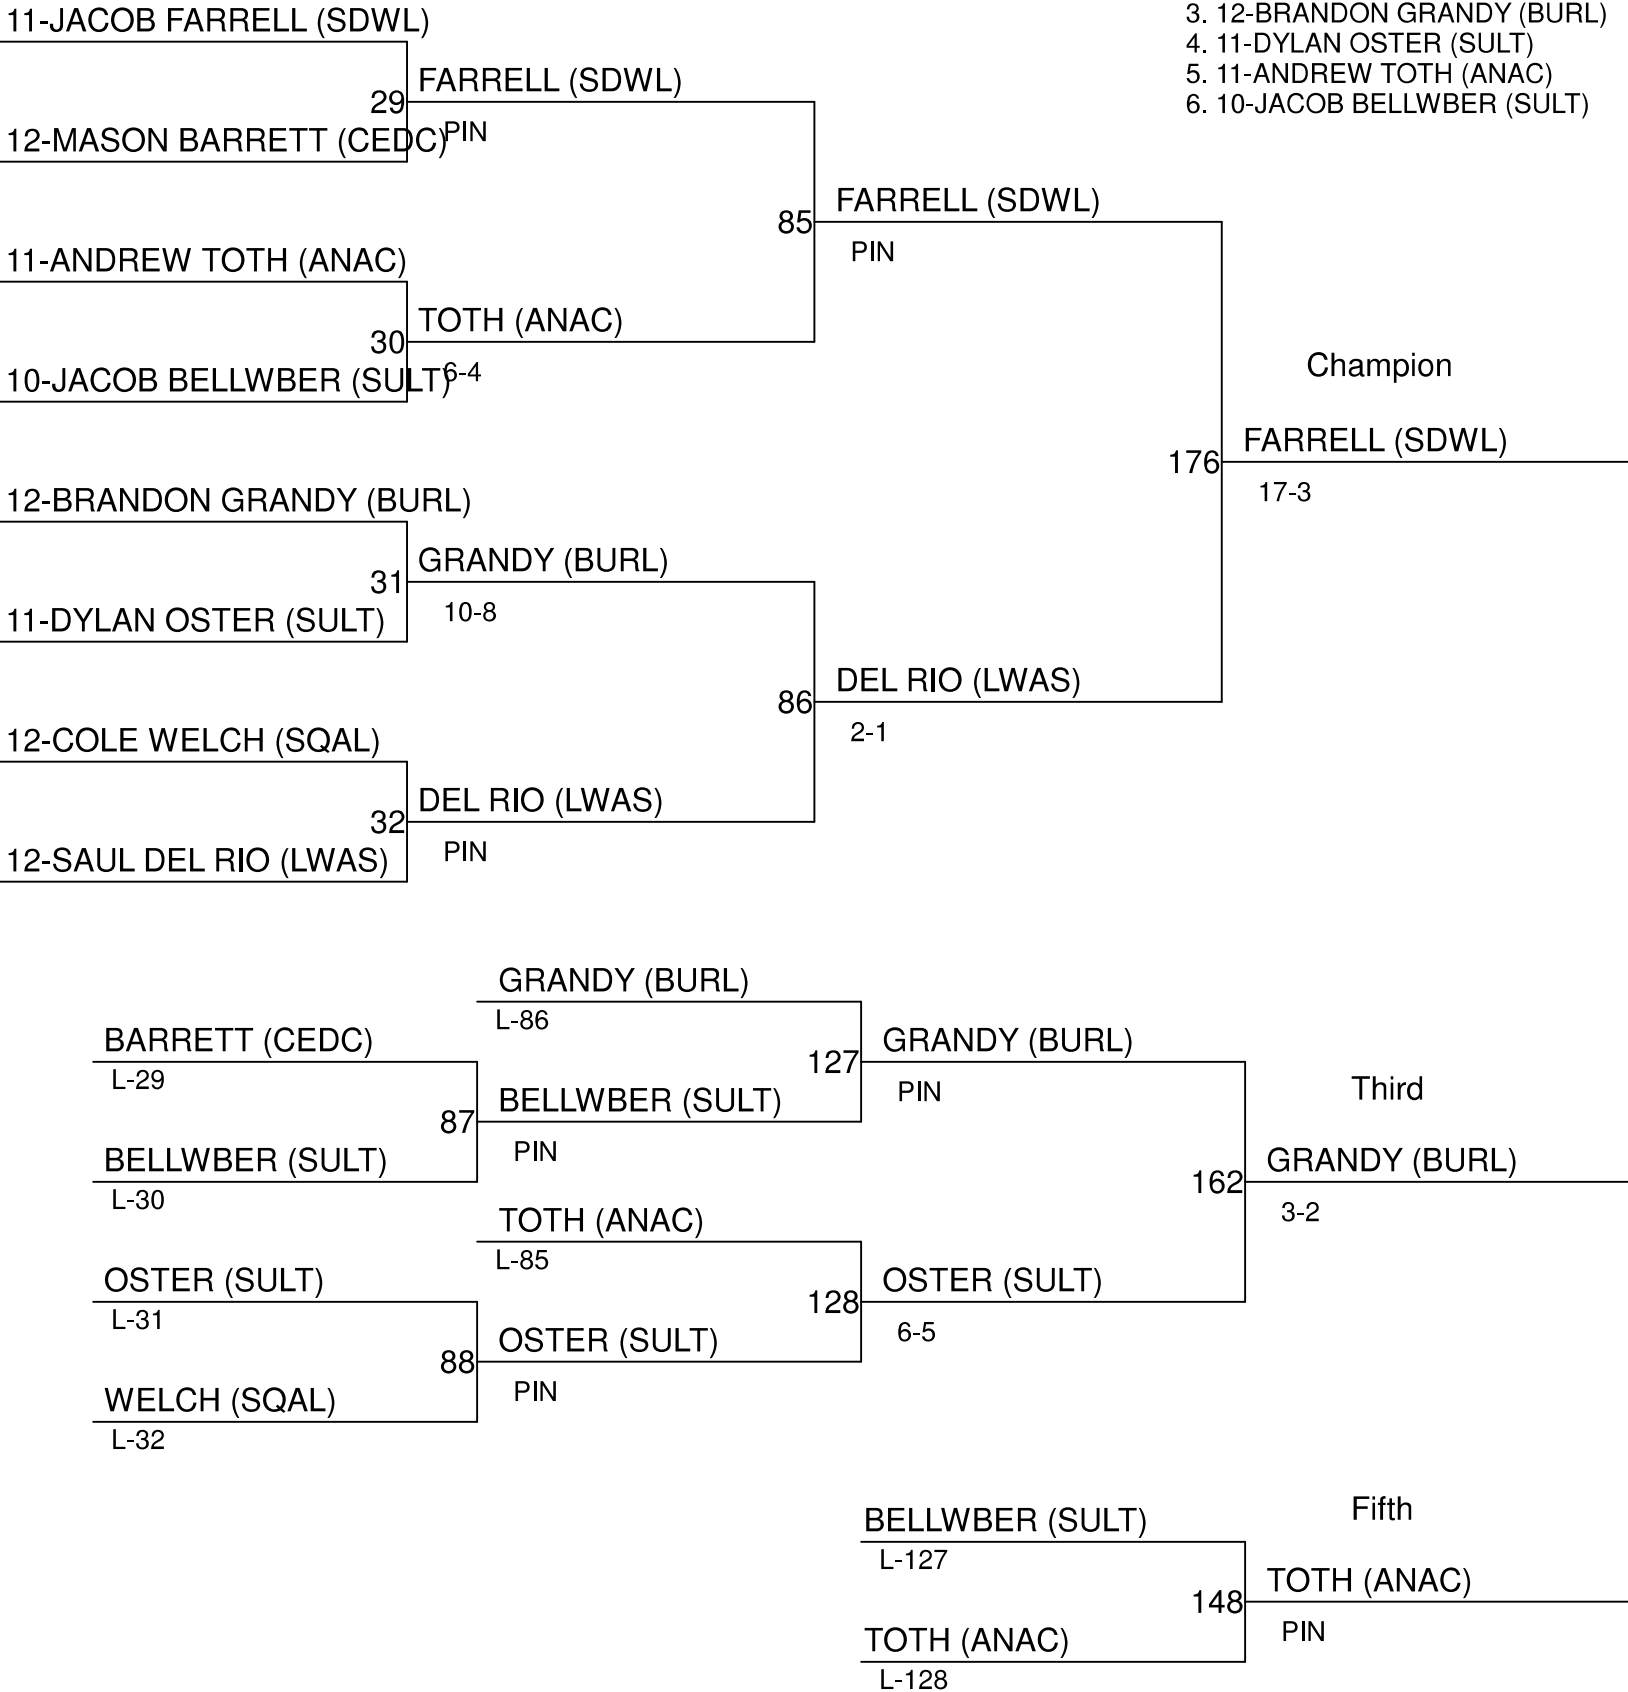 11-JACOB FARRELL (SDWL)
3. 12-BRANDON GRANDY (BURL)
4. 11-DYLAN OSTER (SULT)
5. 11-ANDREW TOTH (ANAC)
6. 10-JACOB BELLWBER (SULT)
FARRELL (SDWL)
29
PIN
12-MASON BARRETT (CEDC)
FARRELL (SDWL)
85
PIN
11-ANDREW TOTH (ANAC)
TOTH (ANAC)
30
6-4
10-JACOB BELLWBER (SULT)
Champion
FARRELL (SDWL)
176
17-3
12-BRANDON GRANDY (BURL)
GRANDY (BURL)
31
10-8
11-DYLAN OSTER (SULT)
DEL RIO (LWAS)
86
2-1
12-COLE WELCH (SQAL)
DEL RIO (LWAS)
32
PIN
12-SAUL DEL RIO (LWAS)
GRANDY (BURL)
L-86
BARRETT (CEDC)
L-29
127
GRANDY (BURL)
PIN
Third
87
BELLWBER (SULT)
PIN
BELLWBER (SULT)
L-30
162
GRANDY (BURL)
3-2
TOTH (ANAC)
L-85
OSTER (SULT)
L-31
128
OSTER (SULT)
6-5
88
OSTER (SULT)
PIN
WELCH (SQAL)
L-32
Fifth
BELLWBER (SULT)
L-127
148
TOTH (ANAC)
PIN
TOTH (ANAC)
L-128